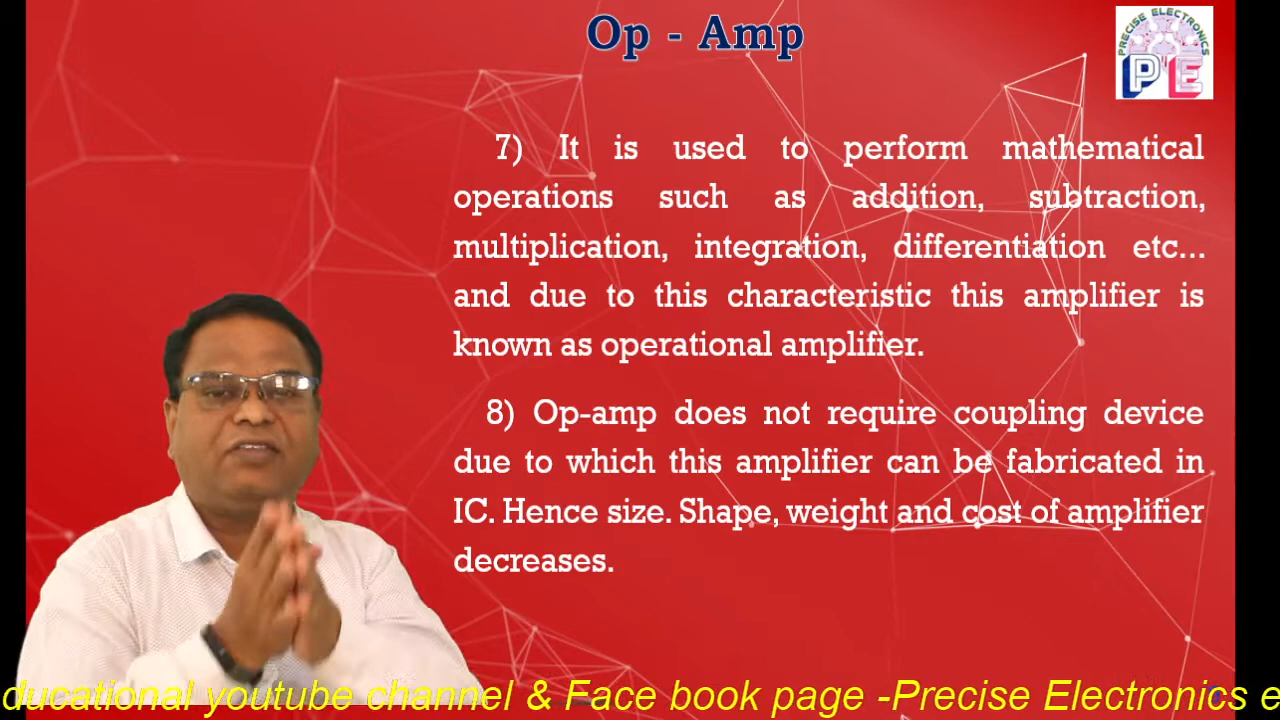 Op - Amp
PRECISE ELECTRONICS
PE
7) It is used to perform mathematical
operations such as addition, subtraction,
multiplication, integration, differentiation etc...
and due to this characteristic this amplifier is
known as operational amplifier.
8) Op-amp does not require coupling device
due to which this amplifier can be fabricated in
IC. Hence size. Shape, weight and cost of amplifier
decreases.
ducational youtube channel & Face book page -Precise Electronics e